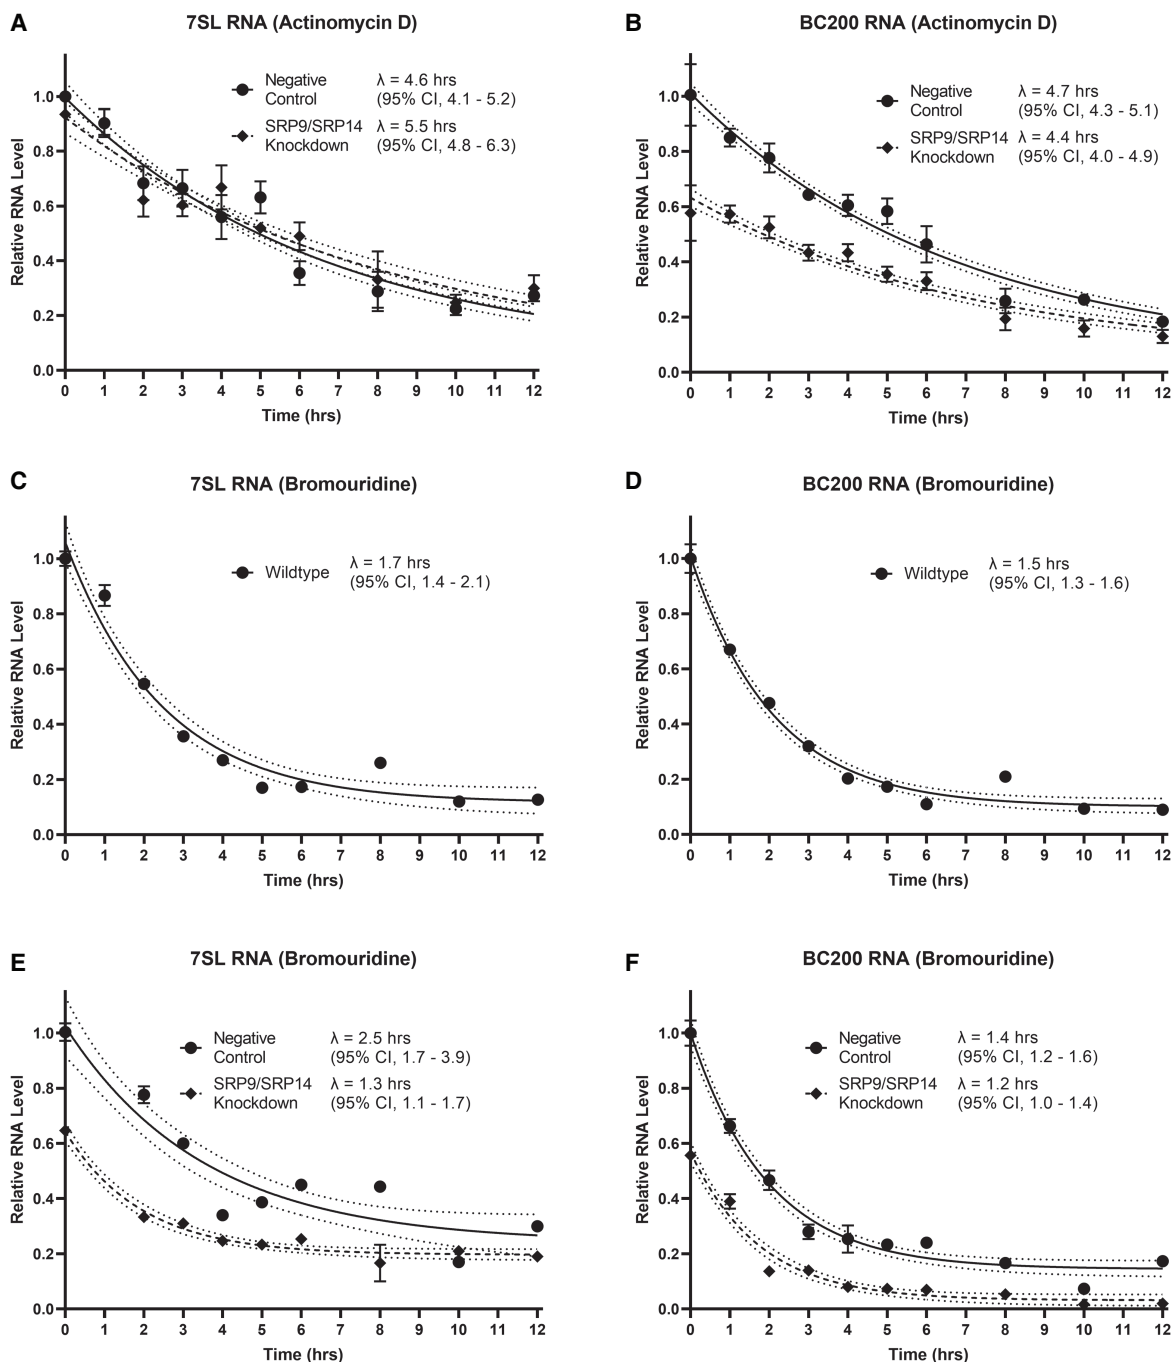 A
7SL RNA (Actinomycin D)
Negative
Control
λ = 4.6 hrs
(95% CI, 4.1 - 5.2)
SRP9/SRP14
Knockdown
λ = 5.5 hrs
(95% CI, 4.8 - 6.3)
Relative RNA Level
1.0
0.8
0.6
0.4
0.2
0.0
0 1 2 3 4 5 6 7 8 9 10 11 12
Time (hrs)
B
BC200 RNA (Actinomycin D)
Negative
Control
λ = 4.7 hrs
(95% CI, 4.3 - 5.1)
SRP9/SRP14
Knockdown
λ = 4.4 hrs
(95% CI, 4.0 - 4.9)
Relative RNA Level
1.0
0.8
0.6
0.4
0.2
0.0
0 1 2 3 4 5 6 7 8 9 10 11 12
Time (hrs)
C
7SL RNA (Bromouridine)
Wildtype
λ = 1.7 hrs
(95% CI, 1.4 - 2.1)
Relative RNA Level
1.0
0.8
0.6
0.4
0.2
0.0
0 1 2 3 4 5 6 7 8 9 10 11 12
Time (hrs)
D
BC200 RNA (Bromouridine)
Wildtype
λ = 1.5 hrs
(95% CI, 1.3 - 1.6)
Relative RNA Level
1.0
0.8
0.6
0.4
0.2
0.0
0 1 2 3 4 5 6 7 8 9 10 11 12
Time (hrs)
E
7SL RNA (Bromouridine)
Negative
Control
λ = 2.5 hrs
(95% CI, 1.7 - 3.9)
SRP9/SRP14
Knockdown
λ = 1.3 hrs
(95% CI, 1.1 - 1.7)
Relative RNA Level
1.0
0.8
0.6
0.4
0.2
0.0
0 1 2 3 4 5 6 7 8 9 10 11 12
Time (hrs)
F
BC200 RNA (Bromouridine)
Negative
Control
λ = 1.4 hrs
(95% CI, 1.2 - 1.6)
SRP9/SRP14
Knockdown
λ = 1.2 hrs
(95% CI, 1.0 - 1.4)
Relative RNA Level
1.0
0.8
0.6
0.4
0.2
0.0
0 1 2 3 4 5 6 7 8 9 10 11 12
Time (hrs)